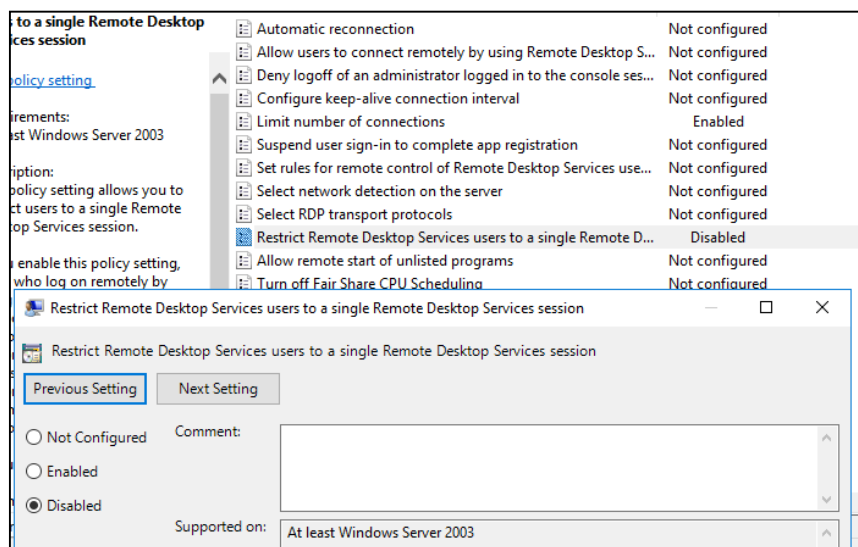 to a single Remote Desktop
ices session
policy setting
irements:
ast Windows Server 2003
ription:
policy setting allows you to
ct users to a single Remote
op Services session.
enable this policy setting,
who log on remotely by
Automatic reconnection Not configured
Allow users to connect remotely by using Remote Desktop S... Not configured
Deny logoff of an administrator logged in to the console ses... Not configured
Configure keep-alive connection interval Not configured
Limit number of connections Enabled
Suspend user sign-in to complete app registration Not configured
Set rules for remote control of Remote Desktop Services use... Not configured
Select network detection on the server Not configured
Select RDP transport protocols Not configured
Restrict Remote Desktop Services users to a single Remote D... Disabled
Allow remote start of unlisted programs Not configured
Turn off Fair Share CPU Scheduling Not configured
Restrict Remote Desktop Services users to a single Remote Desktop Services session
Restrict Remote Desktop Services users to a single Remote Desktop Services session
Previous Setting Next Setting
Not Configured
Enabled
Disabled
Comment:
Supported on: At least Windows Server 2003